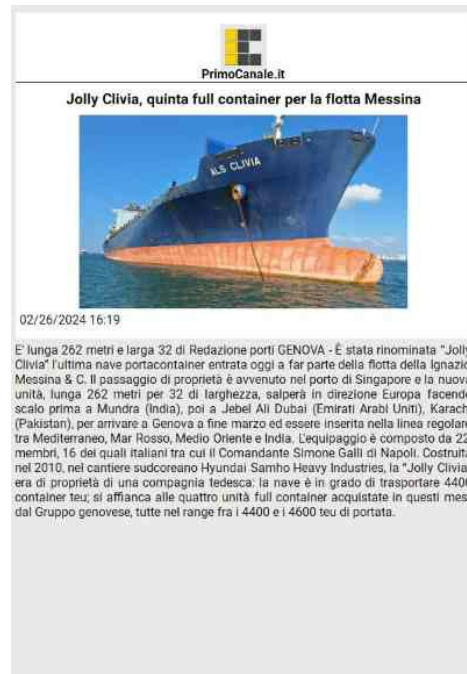 PrimoCanale.it
Jolly Clivia, quinta full container per la flotta Messina
ALS CLIVIA
02/26/2024 16:19
E' lunga 262 metri e larga 32 di Redazione porti GENOVA - È stata rinominata “Jolly
Clivia” l'ultima nave portacontainer entrata oggi a far parte della flotta della Ignazio
Messina & C. Il passaggio di proprietà è avvenuto nel porto di Singapore e la nuova
unità, lunga 262 metri per 32 di larghezza, salperà in direzione Europa facendo
scalo prima a Mundra (India), poi a Jebel Ali Dubai (Emirati Arabi Uniti), Karachi
(Pakistan), per arrivare a Genova a fine marzo ed essere inserita nella linea regolare
tra Mediterraneo, Mar Rosso, Medio Oriente e India. L'equipaggio è composto da 22
membri, 16 dei quali italiani tra cui il Comandante Simone Galli di Napoli. Costruita
nel 2010, nel cantiere sudcoreano Hyundai Samho Heavy Industries, la “Jolly Clivia”
era di proprietà di una compagnia tedesca: la nave è in grado di trasportare 4400
container teu; si affianca alle quattro unità full container acquistate in questi mesi
dal Gruppo genovese, tutte nel range fra i 4400 e i 4600 teu di portata.